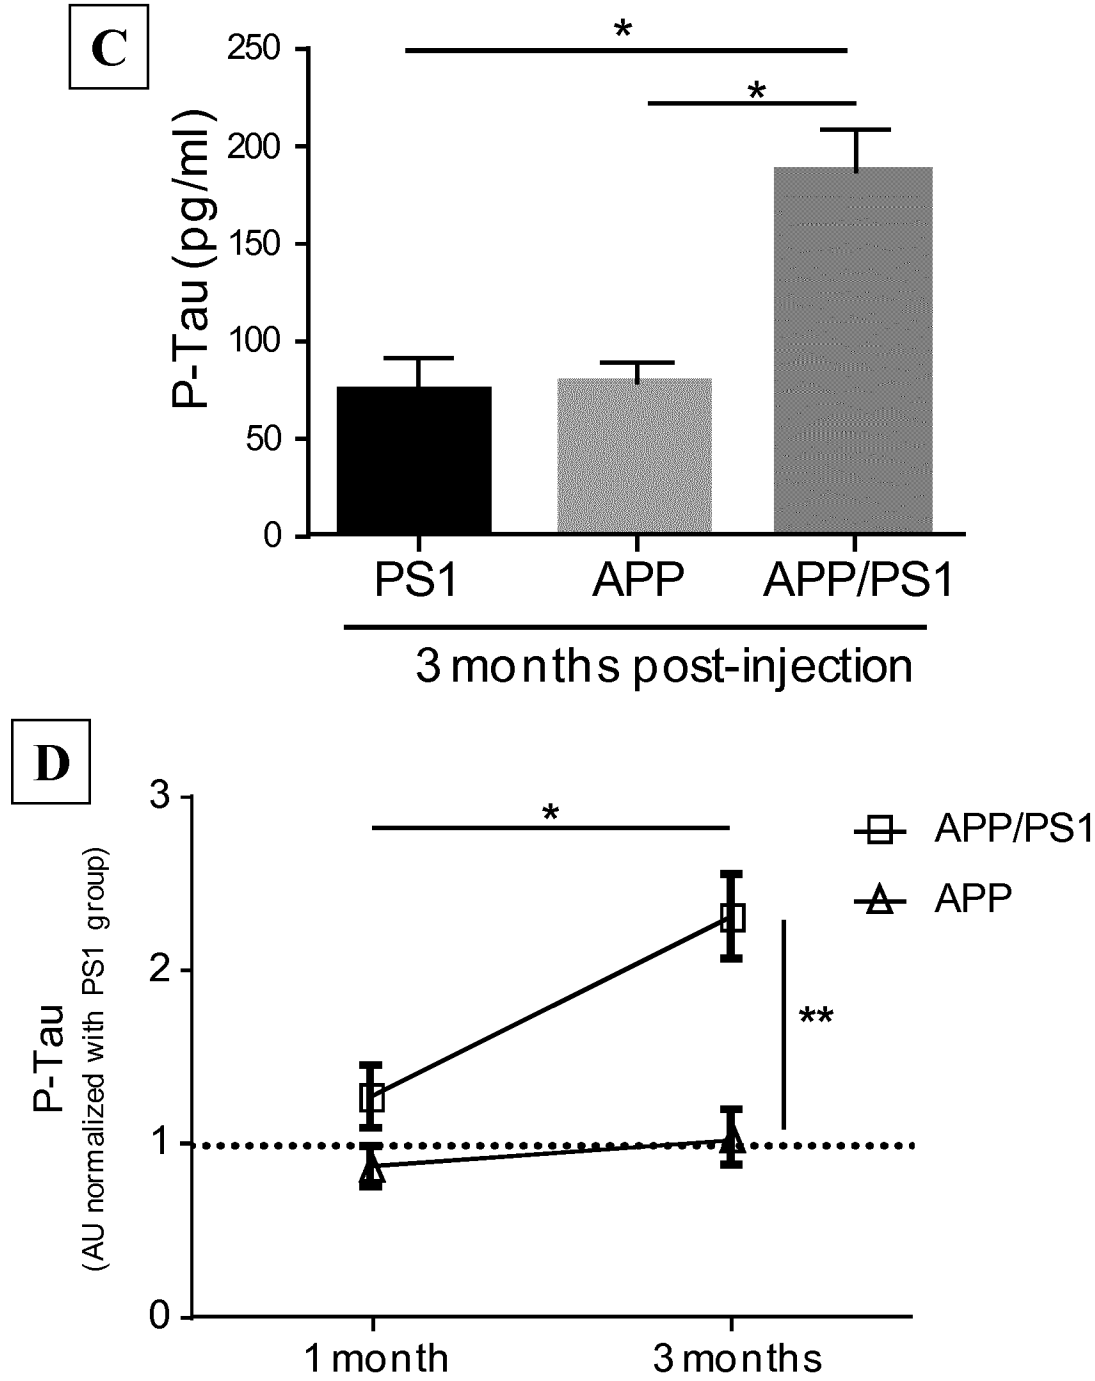 C
*
*
250
200
150
100
50
0
P-Tau (pg/ml)
PS1 APP APP/PS1
3 months post-injection
D
3
2
1
0
P-Tau
(AU normalized with PS1 group)
*
**
APP/PS1
APP
1 month 3 months